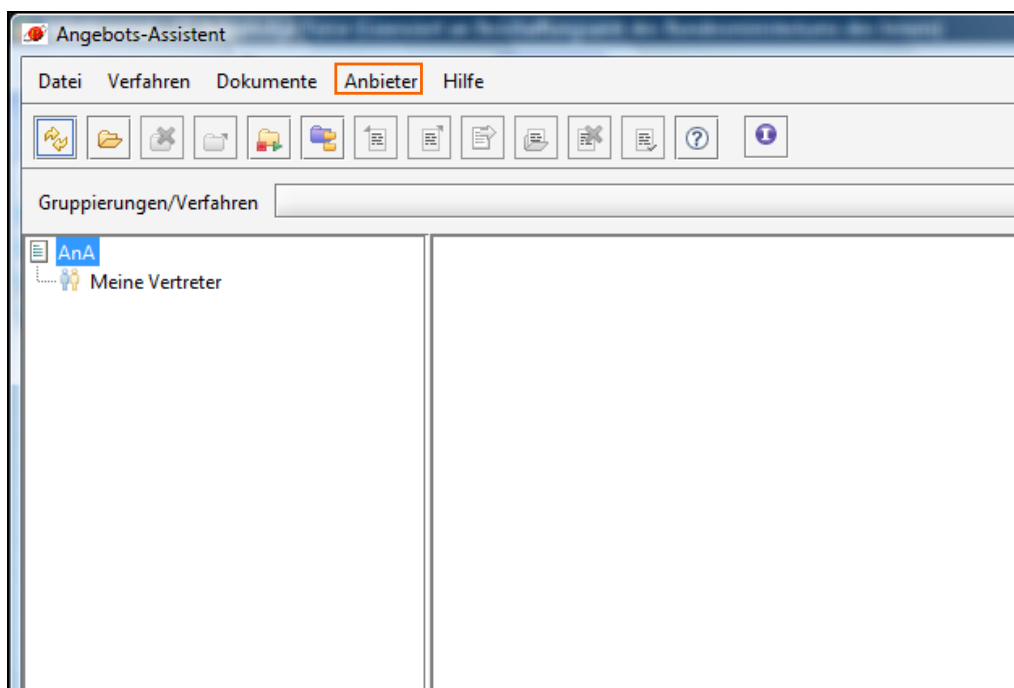 Angebots-Assistent
Datei Verfahren Dokumente Anbieter Hilfe
Gruppierungen/Verfahren
AnA
Meine Vertreter